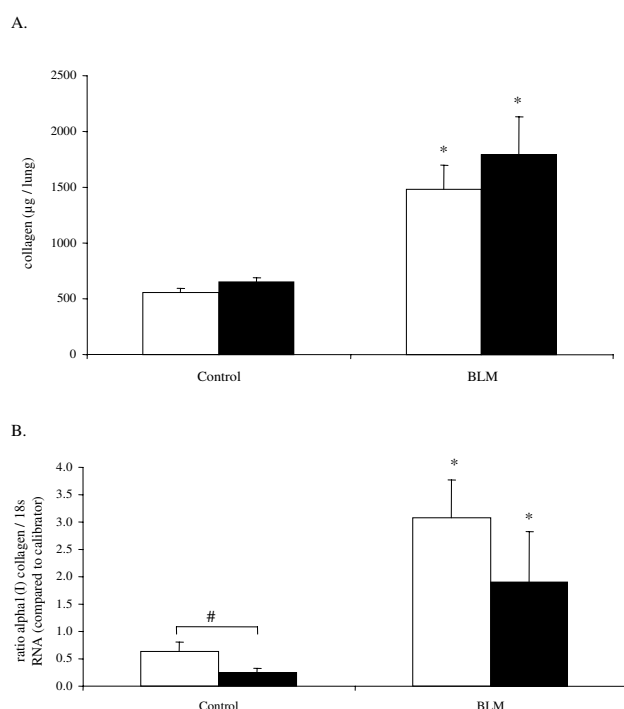 A.
2500
2000
1500
1000
500
0
collagen (µg / lung)
*
*
Control
BLM
B.
4.0
3.5
3.0
2.5
2.0
1.5
1.0
0.5
0.0
ratio alpha1 (I) collagen / 18s
RNA (compared to calibrator)
#
*
*
Control
BLM